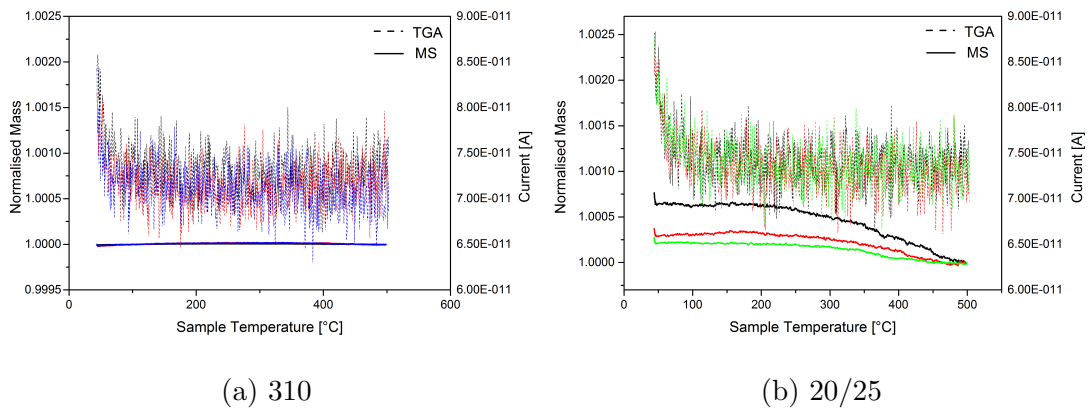 1.0025
1.0020
1.0015
1.0010
1.0005
1.0000
0.9995
Normalised Mass
0
200
400
600
Sample Temperature [°C]
9.00E-011
8.50E-011
8.00E-011
7.50E-011
7.00E-011
6.50E-011
6.00E-011
Current [A]
TGA
MS
(a) 310
1.0025
1.0020
1.0015
1.0010
1.0005
1.0000
Normalised Mass
0
100
200
300
400
500
Sample Temperature [°C]
9.00E-011
8.50E-011
8.00E-011
7.50E-011
7.00E-011
6.50E-011
6.00E-011
Current [A]
TGA
MS
(b) 20/25